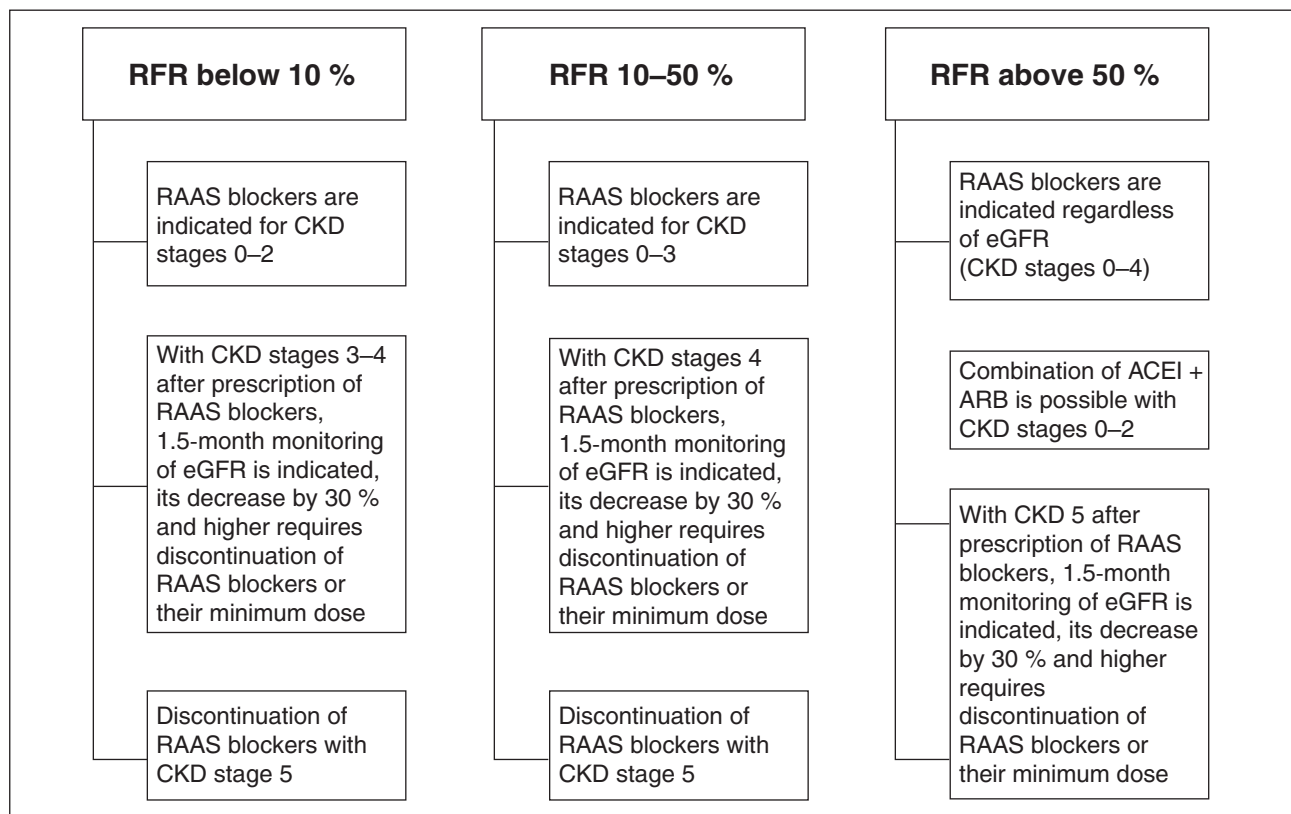 RFR below 10 %
RAAS blockers are
indicated for CKD
stages 0–2
With CKD stages 3–4
after prescription of
RAAS blockers,
1.5-month monitoring
of eGFR is indicated,
its decrease by 30 %
and higher requires
discontinuation of
RAAS blockers or
their minimum dose
Discontinuation of
RAAS blockers with
CKD stage 5
RFR 10–50 %
RAAS blockers are
indicated for CKD
stages 0–3
With CKD stages 4
after prescription of
RAAS blockers,
1.5-month monitoring
of eGFR is indicated,
its decrease by 30 %
and higher requires
discontinuation of
RAAS blockers or
their minimum dose
Discontinuation of
RAAS blockers with
CKD stage 5
RFR above 50 %
RAAS blockers are
indicated regardless
of eGFR
(CKD stages 0–4)
Combination of ACEI +
ARB is possible with
CKD stages 0–2
With CKD 5 after
prescription of RAAS
blockers, 1.5-month
monitoring of eGFR is
indicated, its decrease
by 30 % and higher
requires
discontinuation of
RAAS blockers or
their minimum dose